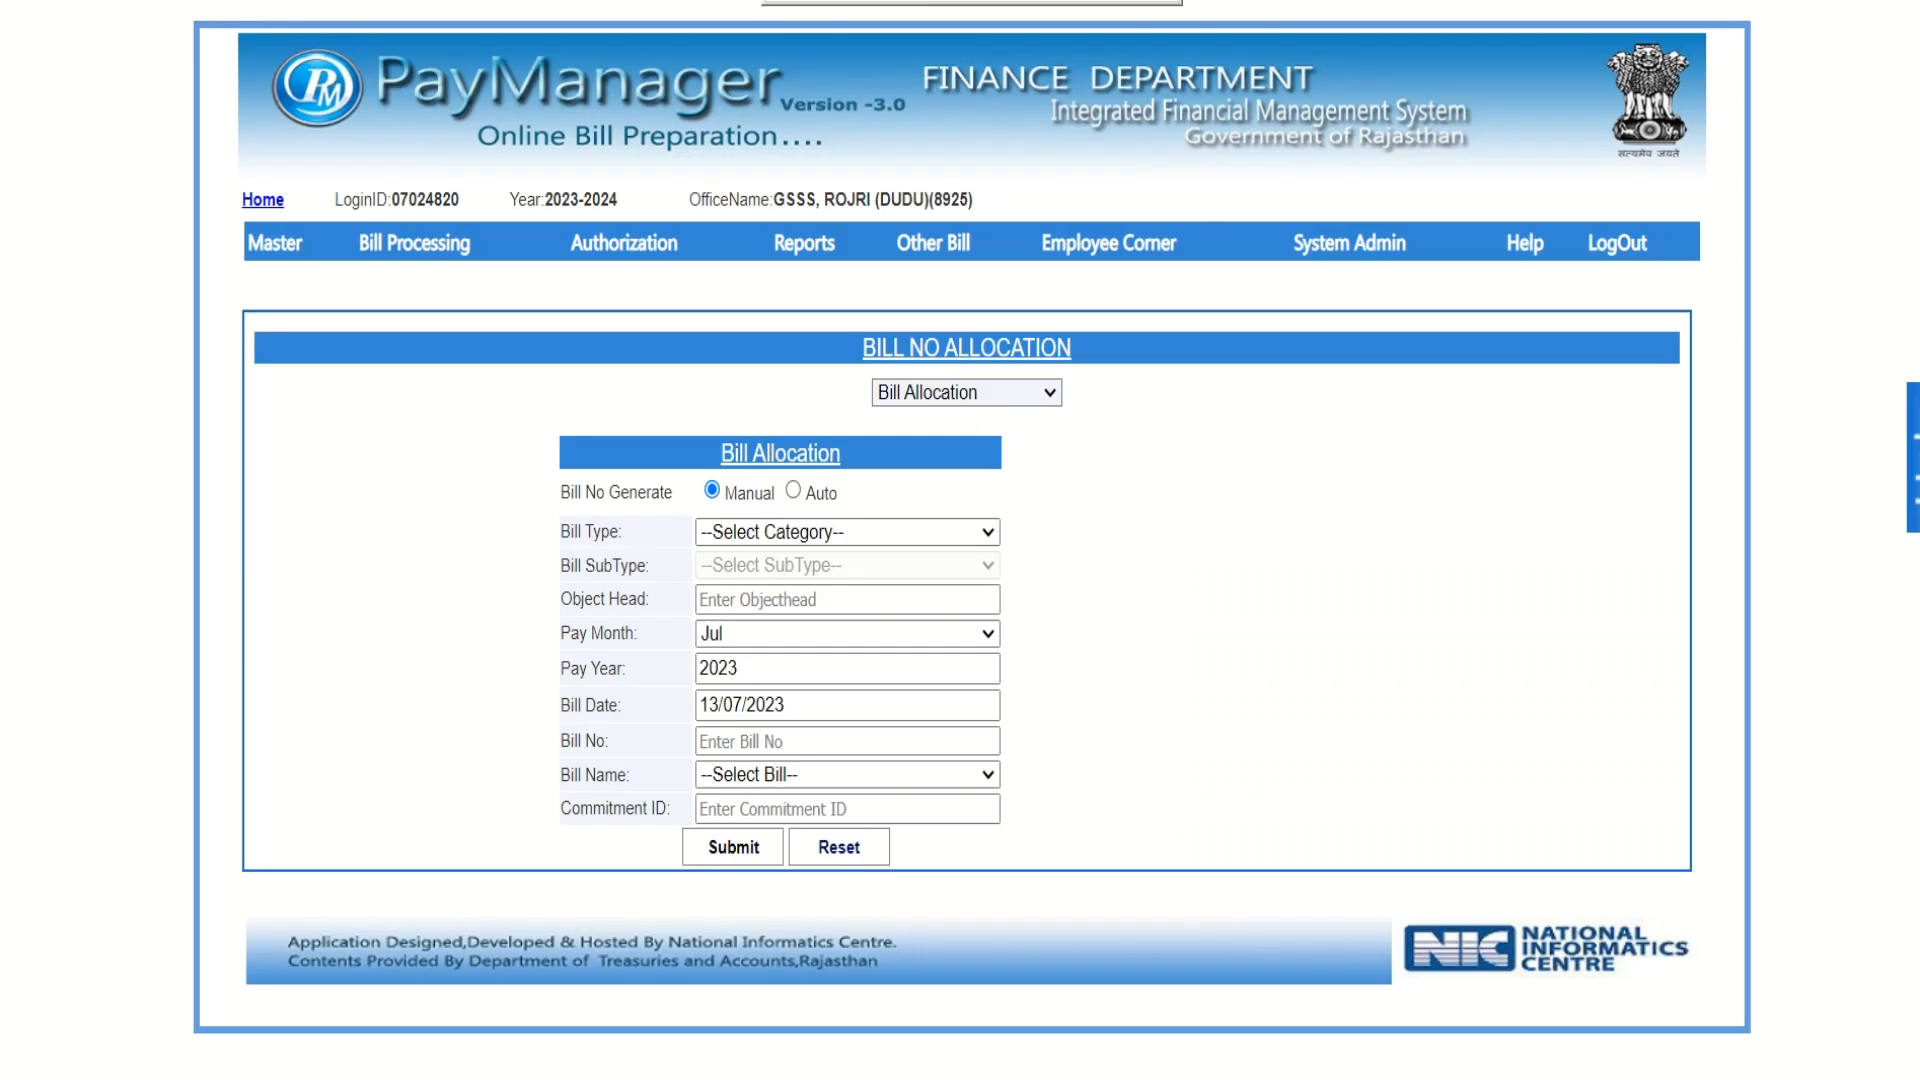 PM PayManager Version -3.0
Online Bill Preparation....
FINANCE DEPARTMENT
Integrated Financial Management System
Government of Rajasthan
सत्यमेव जयते
Home LoginID:07024820 Year:2023-2024 OfficeName:GSSS, ROJRI (DUDU)(8925)
Master Bill Processing Authorization Reports Other Bill Employee Corner System Admin Help LogOut
BILL NO ALLOCATION
Bill Allocation
Bill Allocation
Bill No Generate Manual Auto
Bill Type: --Select Category--
Bill SubType: --Select SubType--
Object Head: Enter Objecthead
Pay Month: Jul
Pay Year: 2023
Bill Date: 13/07/2023
Bill No: Enter Bill No
Bill Name: --Select Bill--
Commitment ID: Enter Commitment ID
Submit Reset
Application Designed,Developed & Hosted By National Informatics Centre.
Contents Provided By Department of Treasuries and Accounts,Rajasthan
NIC NATIONAL
INFORMATICS
CENTRE